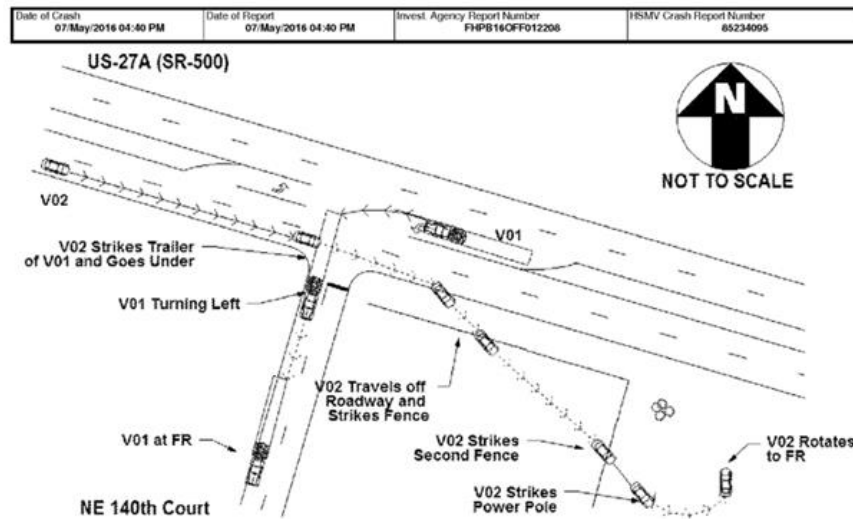 Date of Crash
07/May/2016 04:40 PM
Date of Report
07/May/2016 04:40 PM
Invest. Agency Report Number
FHPB16OFF012208
HSMV Crash Report Number
85234095
US-27A (SR-500)
N
NOT TO SCALE
V02
V01
V02 Strikes Trailer
of V01 and Goes Under
V01 Turning Left
V02 Travels off
Roadway and
Strikes Fence
V01 at FR
V02 Strikes
Second Fence
V02 Rotates
to FR
V02 Strikes
Power Pole
NE 140th Court